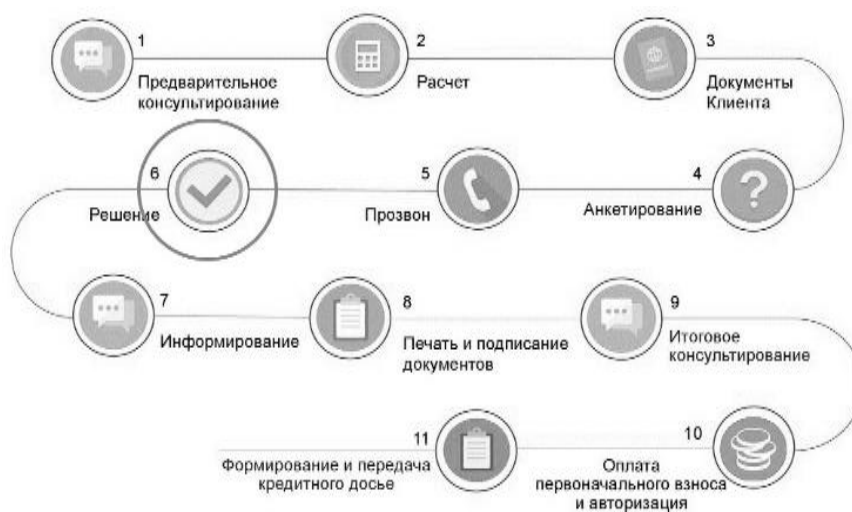 1
Предварительное
консультирование
2
Расчет
3
Документы
Клиента
4
Анкетирование
5
Прозвон
6
Решение
7
Информирование
8
Печать и подписание
документов
9
Итоговое
консультирование
10
Оплата
первоначального взноса
и авторизация
11
Формирование и передача
кредитного досье